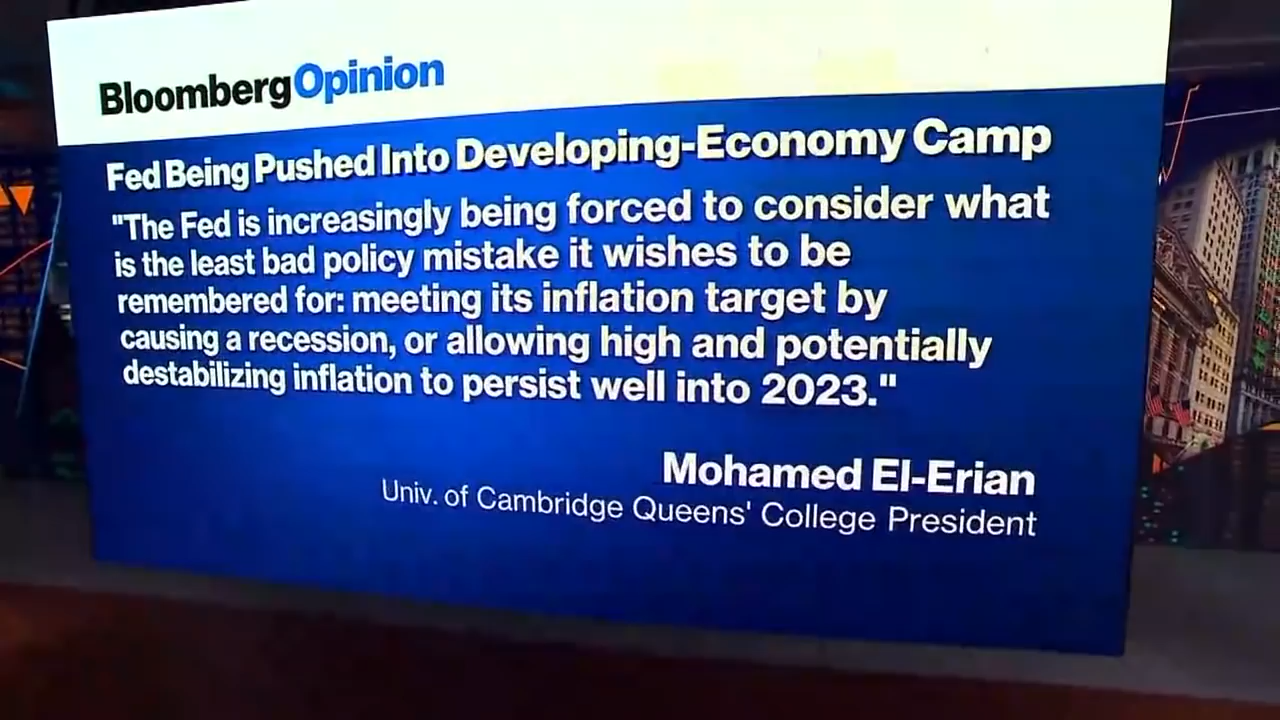 BloombergOpinion
Fed Being Pushed Into Developing-Economy Camp
"The Fed is increasingly being forced to consider what
is the least bad policy mistake it wishes to be
remembered for: meeting its inflation target by
causing a recession, or allowing high and potentially
destabilizing inflation to persist well into 2023."
Mohamed El-Erian
Univ. of Cambridge Queens' College President